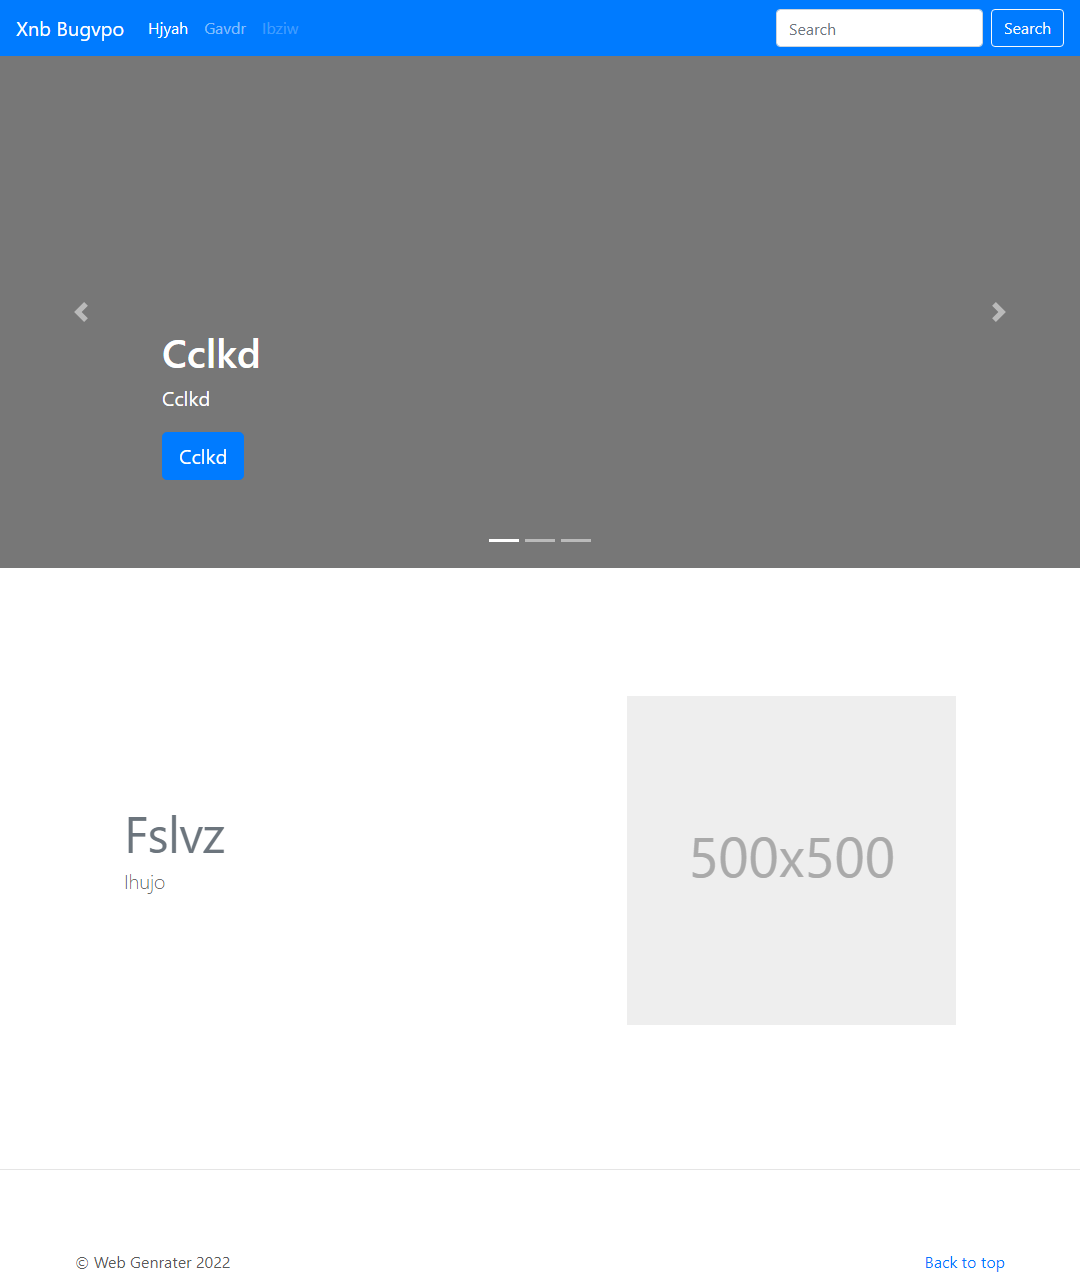 Xnb Bugvpo Hjyah Gavdr Ibziw Search Search
Cclkd
Cclkd
Cclkd
Fslvz
Ihujo
500x500
© Web Genrater 2022 Back to top